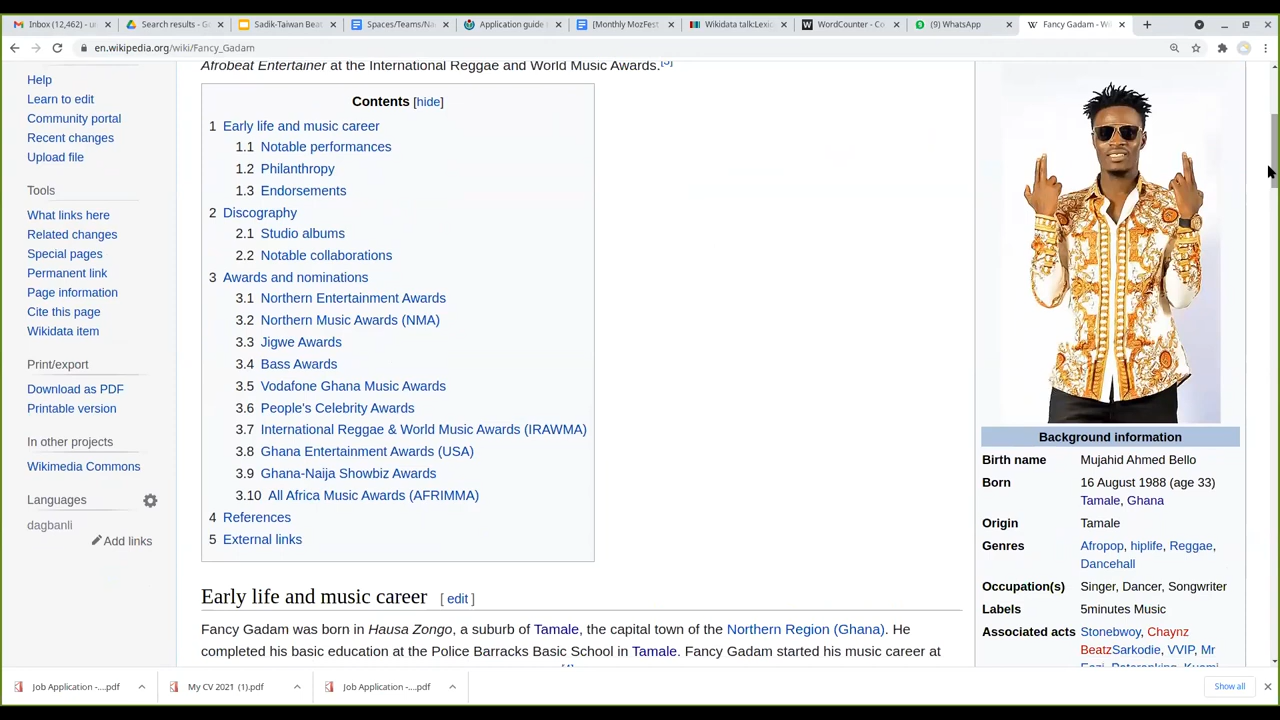 Inbox (12,462) - u
Search results - G
Sadik-Taiwan Bea
Spaces/Teams/Na
Application guide
[Monthly MozFest
Wikidata talk:Lexic
WordCounter - Co
(9) WhatsApp
Fancy Gadam - Wi
en.wikipedia.org/wiki/Fancy_Gadam
Afrobeat Entertainer at the International Reggae and World Music Awards.[3]
Help
Learn to edit
Community portal
Recent changes
Upload file
Tools
What links here
Related changes
Special pages
Permanent link
Page information
Cite this page
Wikidata item
Print/export
Download as PDF
Printable version
In other projects
Wikimedia Commons
Languages
dagbanli
Add links
Contents [hide]
1 Early life and music career
1.1 Notable performances
1.2 Philanthropy
1.3 Endorsements
2 Discography
2.1 Studio albums
2.2 Notable collaborations
3 Awards and nominations
3.1 Northern Entertainment Awards
3.2 Northern Music Awards (NMA)
3.3 Jigwe Awards
3.4 Bass Awards
3.5 Vodafone Ghana Music Awards
3.6 People's Celebrity Awards
3.7 International Reggae & World Music Awards (IRAWMA)
3.8 Ghana Entertainment Awards (USA)
3.9 Ghana-Naija Showbiz Awards
3.10 All Africa Music Awards (AFRIMMA)
4 References
5 External links
Early life and music career [ edit ]
Fancy Gadam was born in Hausa Zongo, a suburb of Tamale, the capital town of the Northern Region (Ghana). He
completed his basic education at the Police Barracks Basic School in Tamale. Fancy Gadam started his music career at
Background information
Birth name Mujahid Ahmed Bello
Born 16 August 1988 (age 33)
Tamale, Ghana
Origin Tamale
Genres Afropop, hiplife, Reggae,
Dancehall
Occupation(s) Singer, Dancer, Songwriter
Labels 5minutes Music
Associated acts Stonebwoy, Chaynz
BeatzSarkodie, VVIP, Mr
Job Application -....pdf
My CV 2021 (1).pdf
Job Application -....pdf
Show all